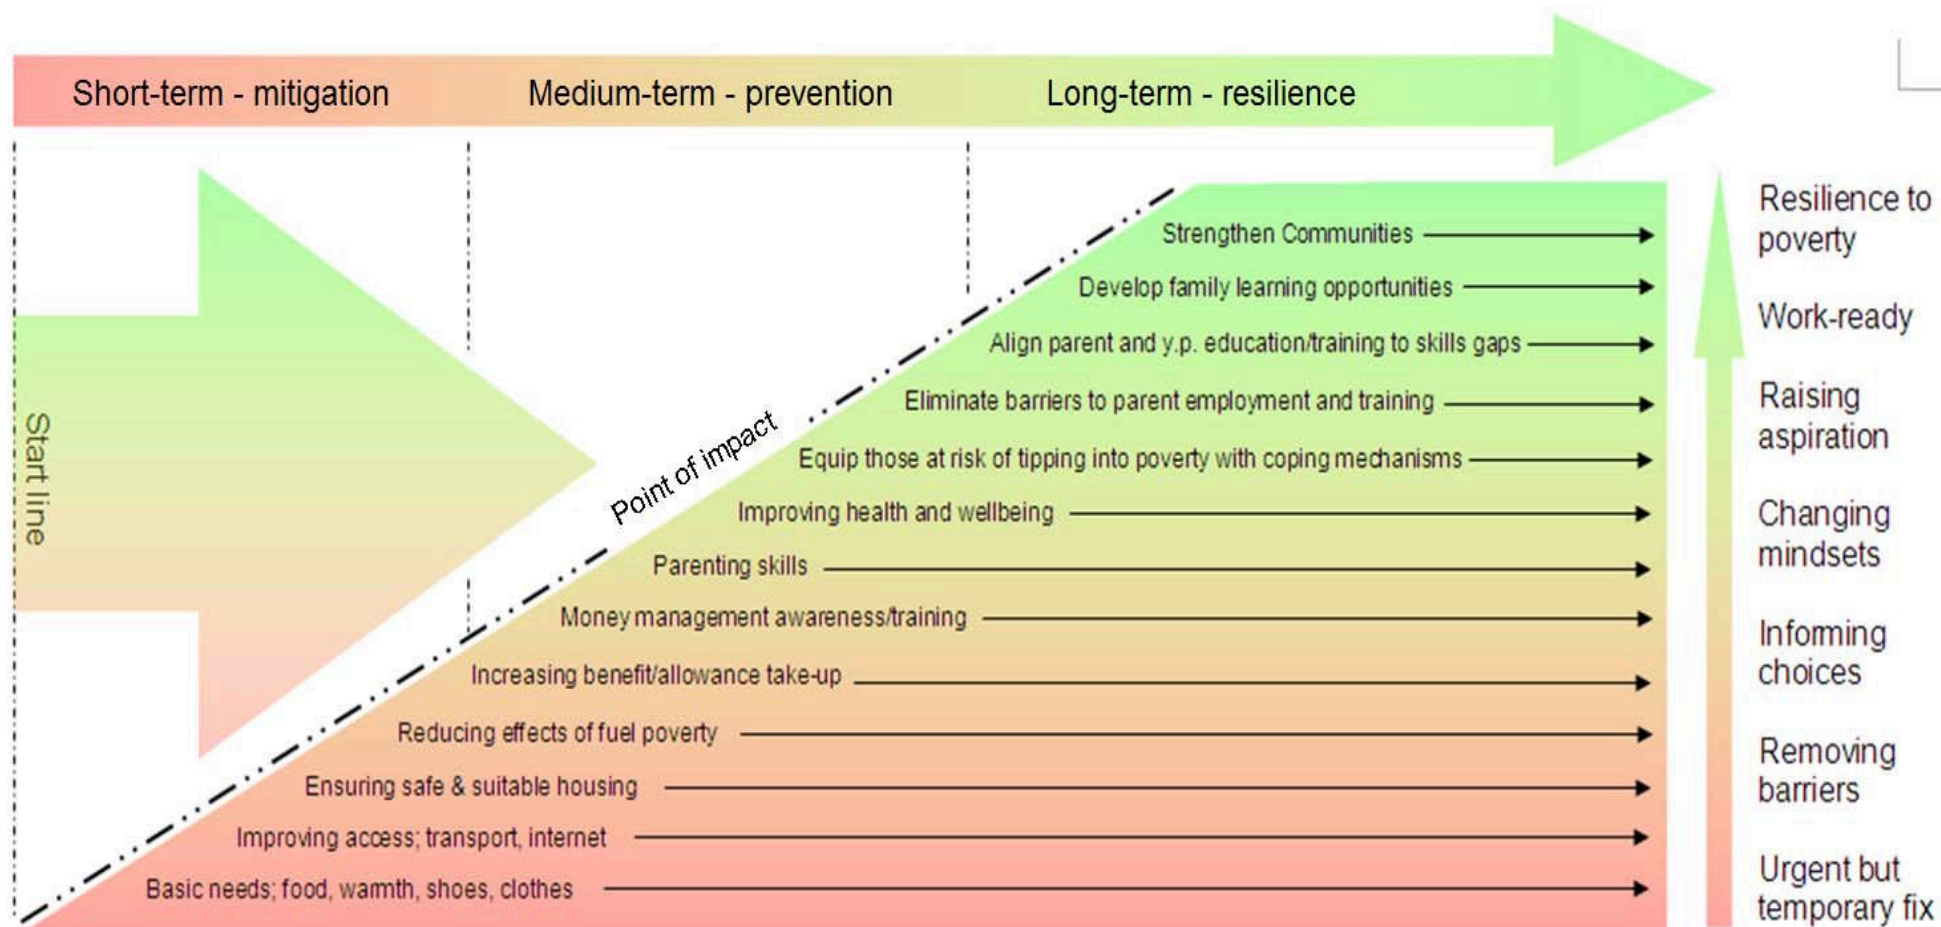 Short-term - mitigation
Medium-term - prevention
Long-term - resilience
Start line
Point of impact
Strengthen Communities
Develop family learning opportunities
Align parent and y.p. education/training to skills gaps
Eliminate barriers to parent employment and training
Equip those at risk of tipping into poverty with coping mechanisms
Improving health and wellbeing
Parenting skills
Money management awareness/training
Increasing benefit/allowance take-up
Reducing effects of fuel poverty
Ensuring safe & suitable housing
Improving access; transport, internet
Basic needs; food, warmth, shoes, clothes
Resilience to
poverty
Work-ready
Raising
aspiration
Changing
mindsets
Informing
choices
Removing
barriers
Urgent but
temporary fix